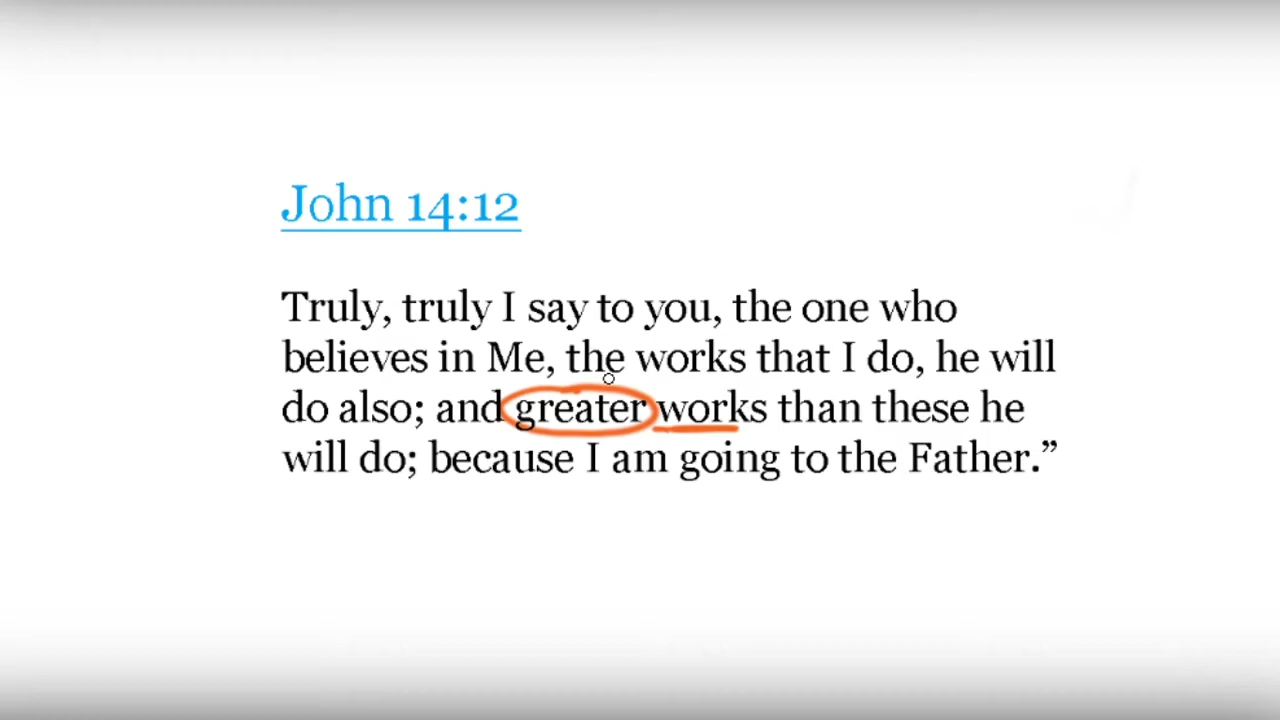 John 14:12
Truly, truly I say to you, the one who
believes in Me, the works that I do, he will
do also; and greater works than these he
will do; because I am going to the Father.”